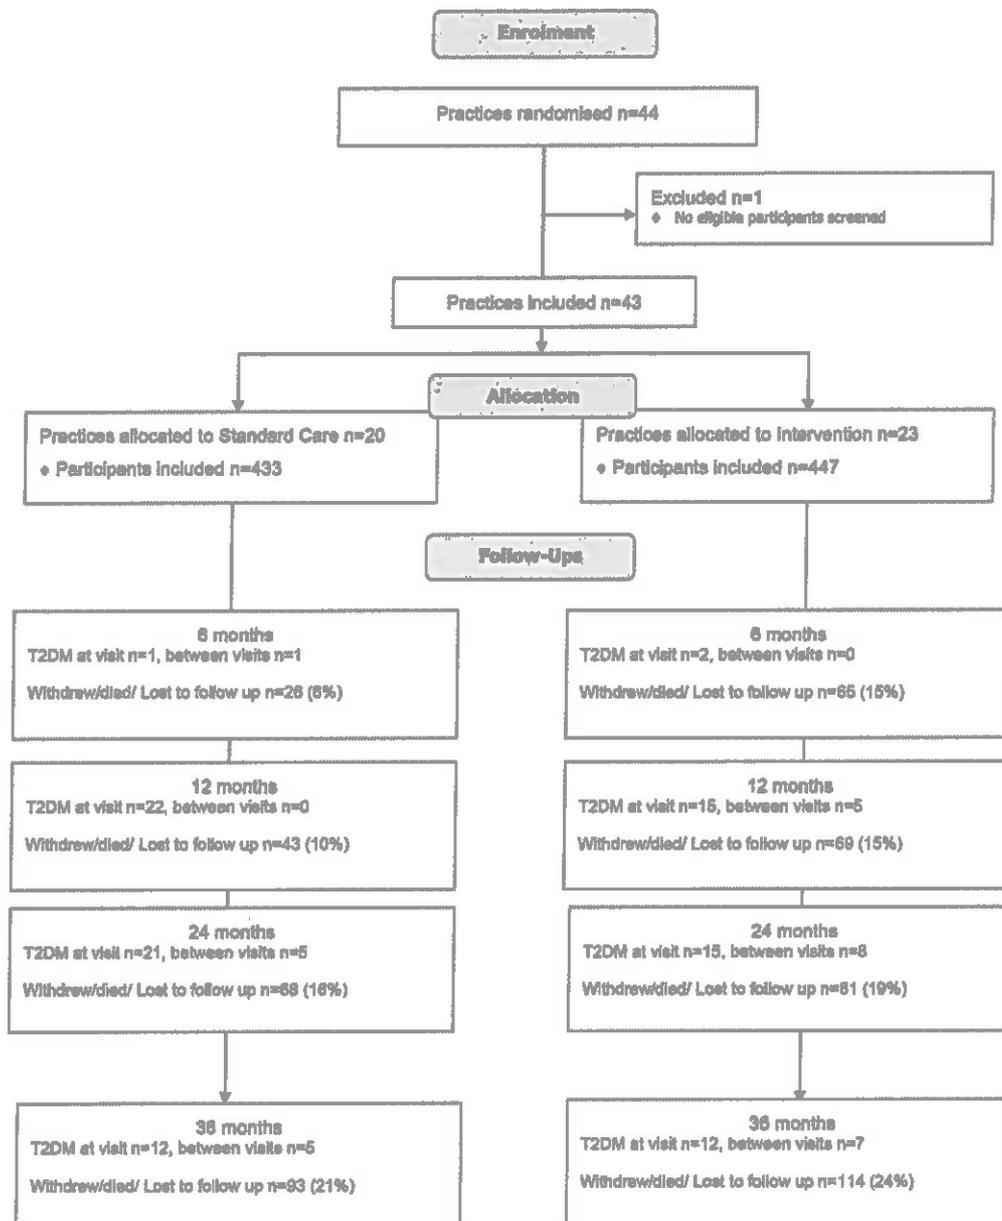 Enrolment
Practices randomised n=44
Excluded n=1
♦ No eligible participants screened
Practices included n=43
Allocation
Practices allocated to Standard Care n=20
♦ Participants included n=433
Practices allocated to Intervention n=23
♦ Participants included n=447
Follow-Ups
6 months
T2DM at visit n=1, between visits n=1
Withdrew/died/ Lost to follow up n=26 (6%)
6 months
T2DM at visit n=2, between visits n=0
Withdrew/died/ Lost to follow up n=65 (15%)
12 months
T2DM at visit n=22, between visits n=0
Withdrew/died/ Lost to follow up n=43 (10%)
12 months
T2DM at visit n=15, between visits n=5
Withdrew/died/ Lost to follow up n=69 (15%)
24 months
T2DM at visit n=21, between visits n=5
Withdrew/died/ Lost to follow up n=68 (16%)
24 months
T2DM at visit n=15, between visits n=8
Withdrew/died/ Lost to follow up n=81 (19%)
36 months
T2DM at visit n=12, between visits n=5
Withdrew/died/ Lost to follow up n=93 (21%)
36 months
T2DM at visit n=12, between visits n=7
Withdrew/died/ Lost to follow up n=114 (24%)